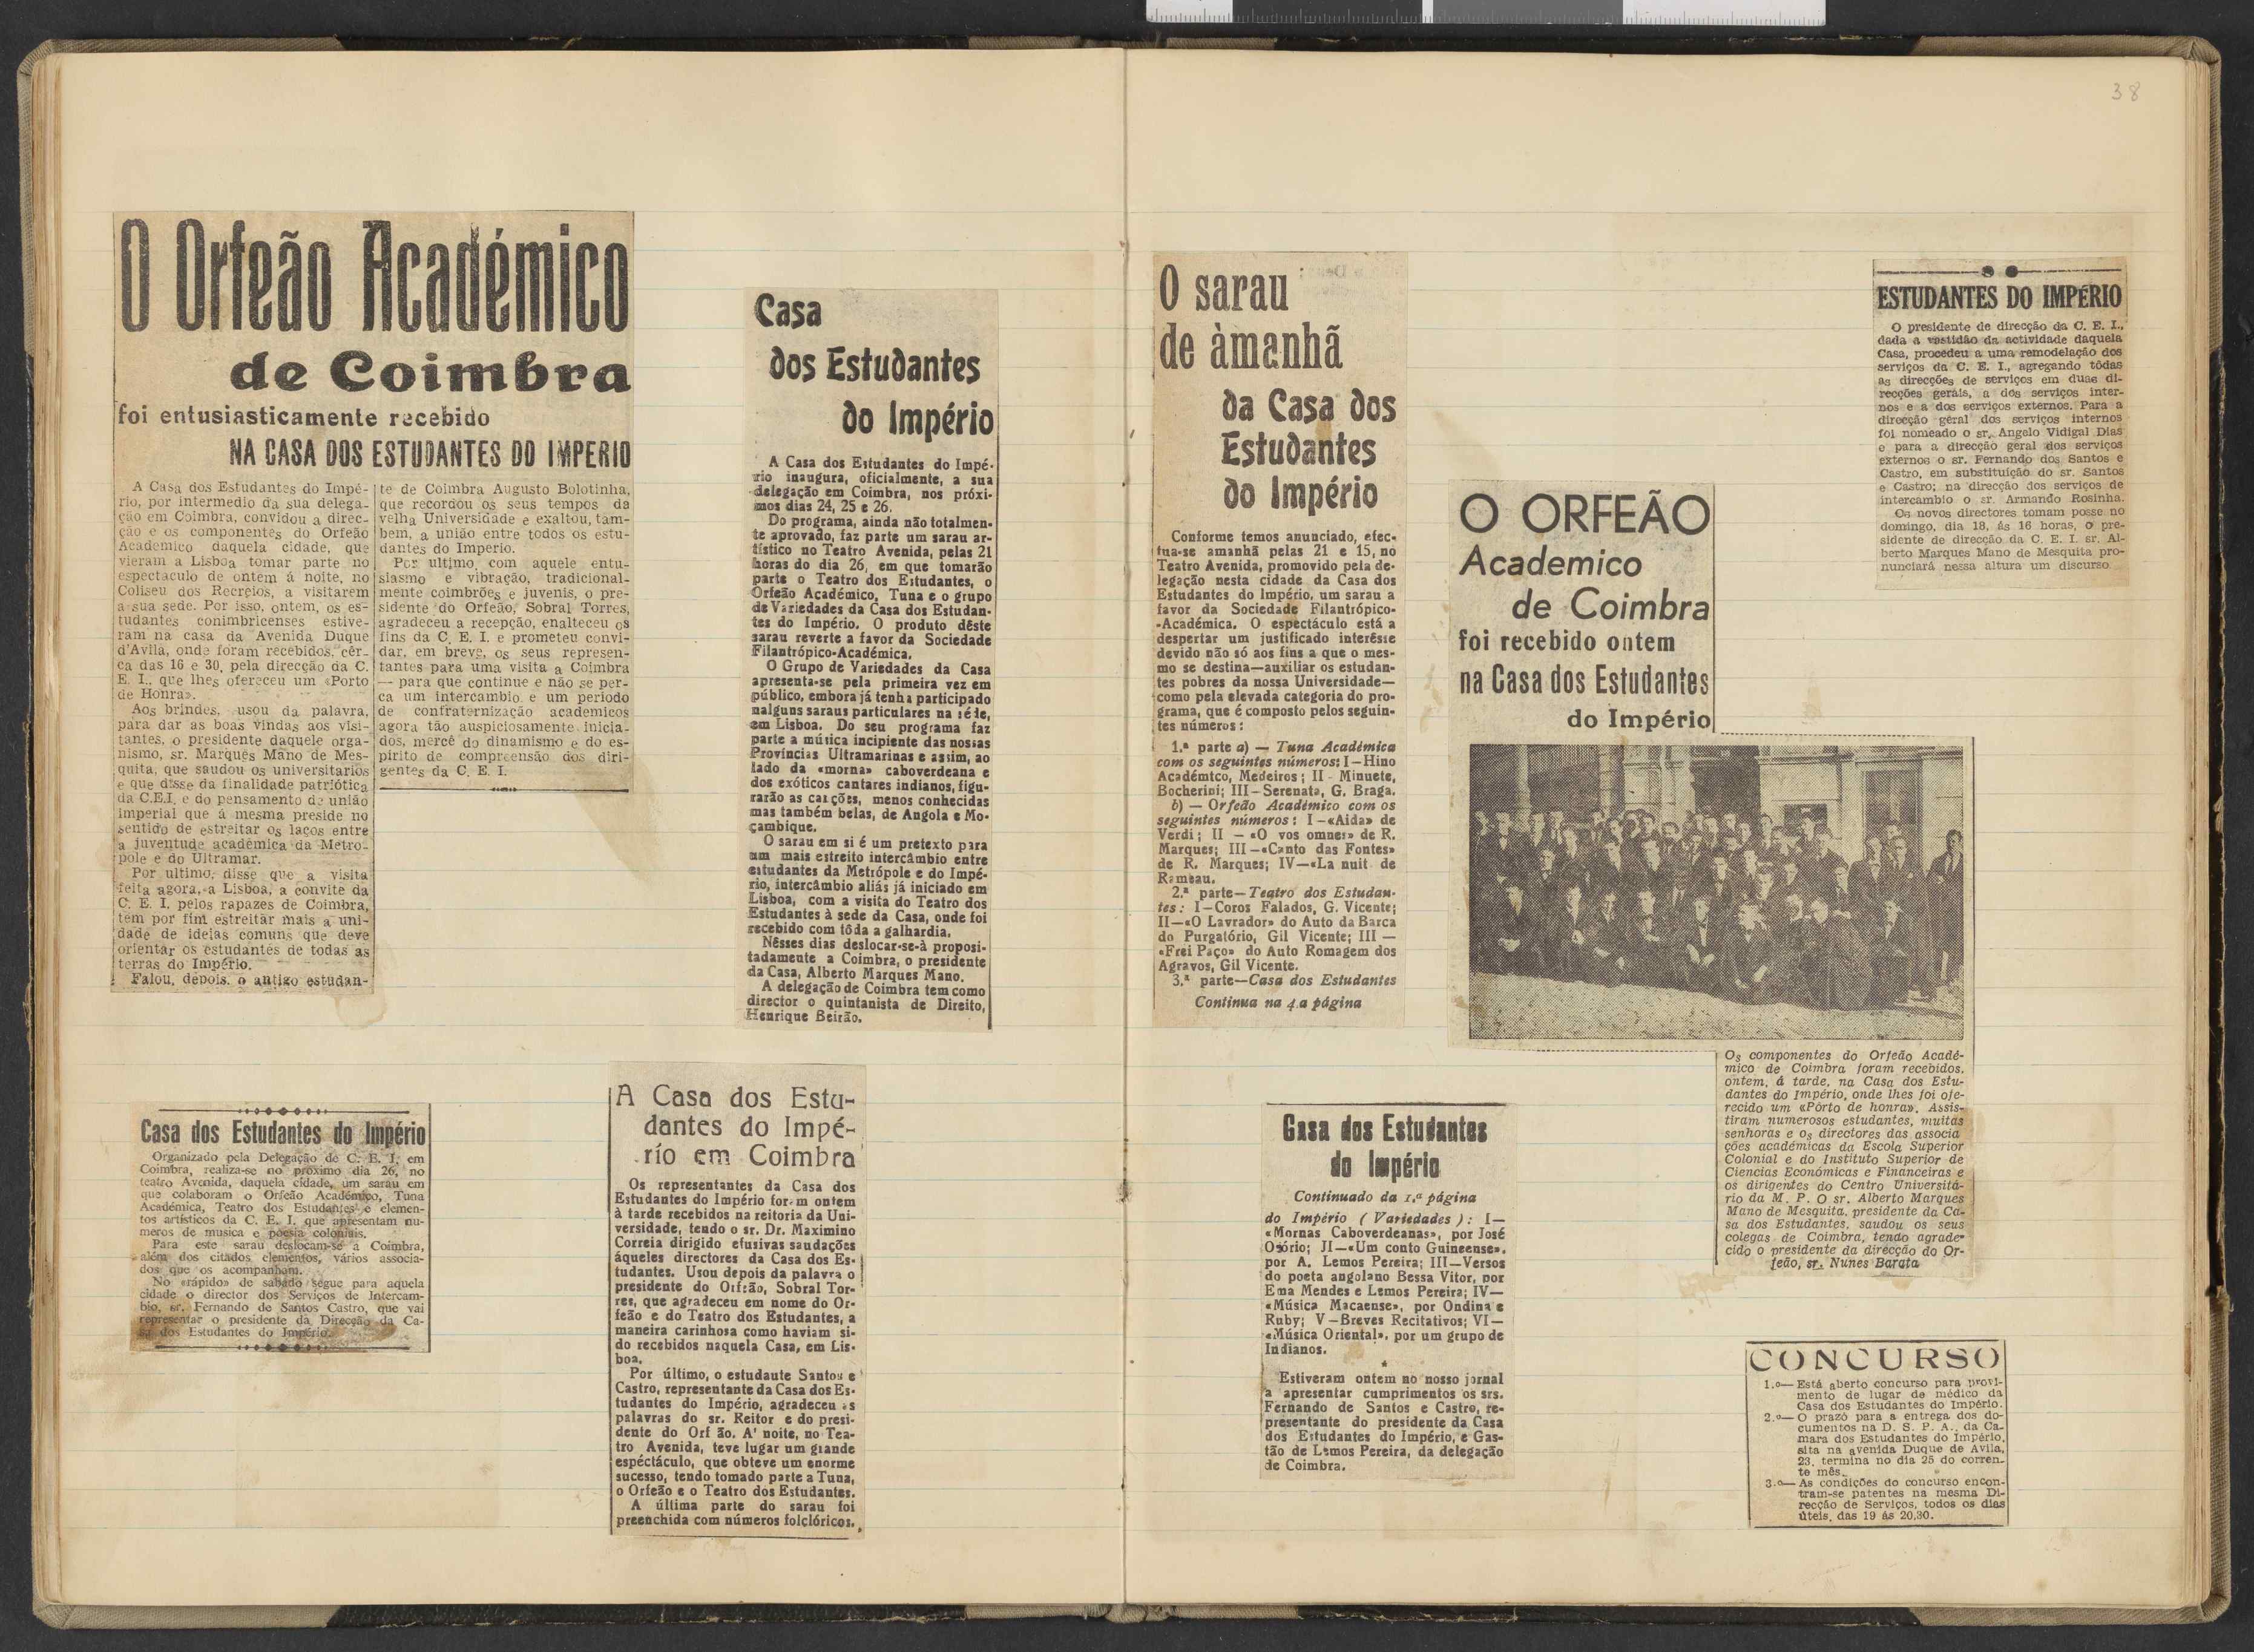 38
O Orfeão Académico
de Coimbra
foi entusiasticamente recebido
NA CASA DOS ESTUDANTES DO IMPERIO
A Casa dos Estudantes do Impé-
rio, por intermedio da sua delega-
ção em Coimbra, convidou a direc-
ção e os componentes do Orfeão
Academico daquela cidade, que
vieram a Lisboa tomar parte no
espectaculo de ontem á noite, no
Coliseu dos Recreios, a visitarem
a sua sede. Por isso, ontem, os es-
tudantes conimbricenses estive-
ram na casa da Avenida Duque
d'Avila, onde foram recebidos, cêr-
ca das 16 e 30, pela direcção da C.
E. I., que lhes ofereceu um «Porto
de Honra».
Aos brindes, usou da palavra,
para dar as boas vindas aos visi-
tantes, o presidente daquele orga-
nismo, sr. Marques Mano de Mes-
quita, que saudou os universitarios
e que disse da finalidade patriótica
da C.E.I. e do pensamento de união
imperial que á mesma preside no
sentido de estreitar os laços entre
a juventude académica da Metro-
pole e do Ultramar.
Por ultimo, disse que a visita
feita agora, a Lisboa, a convite da
C. E. I. pelos rapazes de Coimbra,
tem por fim estreitar mais a uni-
dade de ideias comuns que deve
orientar os estudantes de todas as
terras do Império.
Falou, depois, o antigo estudan-
te de Coimbra Augusto Bolotinha,
que recordou os seus tempos da
velha Universidade e exaltou, tam-
bem, a união entre todos os estu-
dantes do Imperio.
Por ultimo, com aquele entu-
siasmo e vibração, tradicional-
mente coimbrões e juvenis, o pre-
sidente do Orfeão, Sobral Torres,
agradeceu a recepção, enalteceu os
fins da C. E. I. e prometeu convi-
dar, em breve, os seus represen-
tantes para uma visita a Coimbra
— para que continue e não se per-
ca um intercambio e um periodo
de confraternização academicos
agora tão auspiciosamente inicia-
dos, mercê do dinamismo e do es-
pirito de compreensão dos diri-
gentes da C. E. I.
Casa
dos Estudantes
do Império
A Casa dos Estudantes do Impé-
rio inaugura, oficialmente, a sua
delegação em Coimbra, nos próxi-
mos dias 24, 25 e 26.
Do programa, ainda não totalmen-
te aprovado, faz parte um sarau ar-
tístico no Teatro Avenida, pelas 21
horas do dia 26, em que tomarão
parte o Teatro dos Estudantes, o
Orfeão Académico, Tuna e o grupo
de Variedades da Casa dos Estudan-
tes do Império. O produto dêste
sarau reverte a favor da Sociedade
Filantrópico-Académica.
O Grupo de Variedades da Casa
apresenta-se pela primeira vez em
público, embora já tenha participado
nalguns saraus particulares na séde,
em Lisboa. Do seu programa faz
parte a música incipiente das nossas
Províncias Ultramarinas e assim, ao
lado da «morna» caboverdeana e
dos exóticos cantares indianos, figu-
rarão as canções, menos conhecidas
mas também belas, de Angola e Mo-
çambique.
O sarau em si é um pretexto para
um mais estreito intercâmbio entre
estudantes da Metrópole e do Impé-
rio, intercâmbio aliás já iniciado em
Lisboa, com a visita do Teatro dos
Estudantes à sede da Casa, onde foi
recebido com tôda a galhardia.
Nêsses dias deslocar-se-à proposi-
tadamente a Coimbra, o presidente
da Casa, Alberto Marques Mano.
A delegação de Coimbra tem como
director o quintanista de Direito,
Henrique Beirão.
Casa dos Estudantes do Império
Organizado pela Delegação de C. E. I. em
Coimbra, realiza-se no próximo dia 26, no
teatro Avenida, daquela cidade, um sarau em
que colaboram o Orfeão Académico, Tuna
Académica, Teatro dos Estudantes e elemen-
tos artísticos da C. E. I. que apresentam nu-
meros de musica e poesia coloniais.
Para este sarau deslocam-se a Coimbra,
além dos citados elementos, vários associa-
dos que os acompanham.
No «rápido» de sabado segue para aquela
cidade o director dos Serviços de Intercam-
bio, sr. Fernando de Santos Castro, que vai
representar o presidente da Direcção da Ca-
sa dos Estudantes do Império.
A Casa dos Estu-
dantes do Impé-
río em Coimbra
Os representantes da Casa dos
Estudantes do Império foram ontem
à tarde recebidos na reitoria da Uni-
versidade, tendo o sr. Dr. Maximino
Correia dirigido efusivas saudações
áqueles directores da Casa dos Es-
tudantes. Usou depois da palavra o
presidente do Orfeão, Sobral Tor-
res, que agradeceu em nome do Or-
feão e do Teatro dos Estudantes, a
maneira carinhosa como haviam si-
do recebidos naquela Casa, em Lis-
boa.
Por último, o estudante Santos e
Castro, representante da Casa dos Es-
tudantes do Império, agradeceu as
palavras do sr. Reitor e do presi-
dente do Orf ão. A' noite, no Tea-
tro Avenida, teve lugar um grande
espéctáculo, que obteve um enorme
sucesso, tendo tomado parte a Tuna,
o Orfeão e o Teatro dos Estudantes.
A última parte do sarau foi
preenchida com números folclóricos.
O sarau
de àmanhã
da Casa dos
Estudantes
do Império
Conforme temos anunciado, efec-
tua-se amanhã pelas 21 e 15, no
Teatro Avenida, promovido pela de-
legação nesta cidade da Casa dos
Estudantes do Império, um sarau a
favor da Sociedade Filantrópico-
-Académica. O espectáculo está a
despertar um justificado interêsse
devido não só aos fins a que o mes-
mo se destina—auxiliar os estudan-
tes pobres da nossa Universidade—
como pela elevada categoria do pro-
grama, que é composto pelos seguin-
tes números:
1.ª parte a) — Tuna Académica
com os seguintes números: I—Hino
Académico, Medeiros; II - Minuete,
Bocherini; III—Serenata, G. Braga.
b) — Orfeão Académico com os
seguintes números: I—«Aida» de
Verdi; II — «O vos omnes» de R.
Marques; III—«Canto das Fontes»
de R. Marques; IV—«La nuit de
Rameau.
2.ª parte—Teatro dos Estudan-
tes: I—Coros Falados, G. Vicente;
II—«O Lavrador» do Auto da Barca
do Purgatório, Gil Vicente; III —
«Frei Paço» do Auto Romagem dos
Agravos, Gil Vicente.
3.ª parte—Casa dos Estudantes
Continua na 4.a página
O ORFEÃO
Academico
de Coimbra
foi recebido ontem
na Casa dos Estudantes
do Império
Os componentes do Orfeão Acadé-
mico de Coimbra foram recebidos,
ontem, á tarde, na Casa dos Estu-
dantes do Império, onde lhes foi ofe-
recido um «Pôrto de honra». Assis-
tiram numerosos estudantes, muitas
senhoras e os directores das associa
ções académicas da Escola Superior
Colonial e do Instituto Superior de
Ciencias Económicas e Financeiras e
os dirigentes do Centro Universitá-
rio da M. P. O sr. Alberto Marques
Mano de Mesquita, presidente da Ca-
sa dos Estudantes, saudou os seus
colegas de Coimbra, tendo agrade-
cido o presidente da direcção do Or-
feão, sr. Nunes Barata
ESTUDANTES DO IMPÉRIO
O presidente de direcção da C. E. I.,
dada a vastidão da actividade daquela
Casa, procedeu a uma remodelação dos
serviços da C. E. I., agregando tôdas
as direcções de serviços em duas di-
recções gerais, a dos serviços inter-
nos e a dos serviços externos. Para a
direcção géral dos serviços internos
foi nomeado o sr. Angelo Vidigal Dias
e para a direcção geral dos serviços
externos o sr. Fernando dos Santos e
Castro, em substituïção do sr. Santos
e Castro; na direcção dos serviços de
intercambio o sr. Armando Rosinha.
Os novos directores tomam posse no
domingo, dia 18, ás 16 horas, o pre-
sidente de direcção da C. E. I. sr. Al-
berto Marques Mano de Mesquita pro-
nunciará nessa altura um discurso
Casa dos Estudantes
do Império
Continuado da 1.ª página
do Império (Variedades): I—
«Mornas Caboverdeanas», por José
Osório; II—«Um conto Guineense»,
por A. Lemos Pereira; III—Versos
do poeta angolano Bessa Vitor, por
Ema Mendes e Lemos Pereira; IV—
«Música Macaense», por Ondina e
Ruby; V—Breves Recitativos; VI—
«Música Oriental», por um grupo de
Indianos.
*
Estiveram ontem no nosso jornal
a apresentar cumprimentos os srs.
Fernando de Santos e Castro, re-
presentante do presidente da Casa
dos Estudantes do Império, e Gas-
tão de Lemos Pereira, da delegação
de Coimbra.
CONCURSO
1.º— Está aberto concurso para provi-
mento de lugar de médico da
Casa dos Estudantes do Império.
2.º— O prazo para a entrega dos do-
cumentos na D. S. P. A., da Ca-
mara dos Estudantes do Império,
sita na avenida Duque de Avila,
23, termina no dia 25 do corren-
te mês.
3.º— As condições do concurso encon-
tram-se patentes na mesma Di-
recção de Serviços, todos os dias
úteis, das 19 ás 20,30.